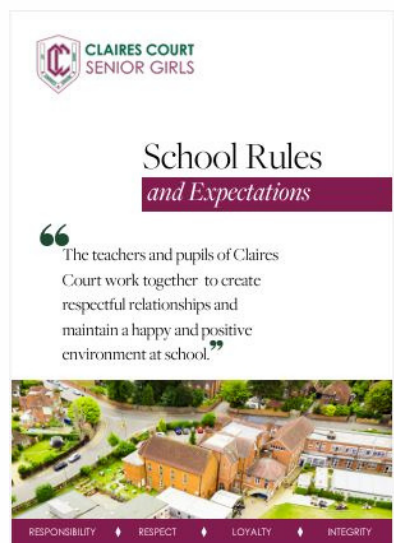 CLAIRES COURT
SENIOR GIRLS
School Rules
and Expectations
“
The teachers and pupils of Claires
Court work together to create
respectful relationships and
maintain a happy and positive
environment at school.”
RESPONSIBILITY ♦ RESPECT ♦ LOYALTY ♦ INTEGRITY